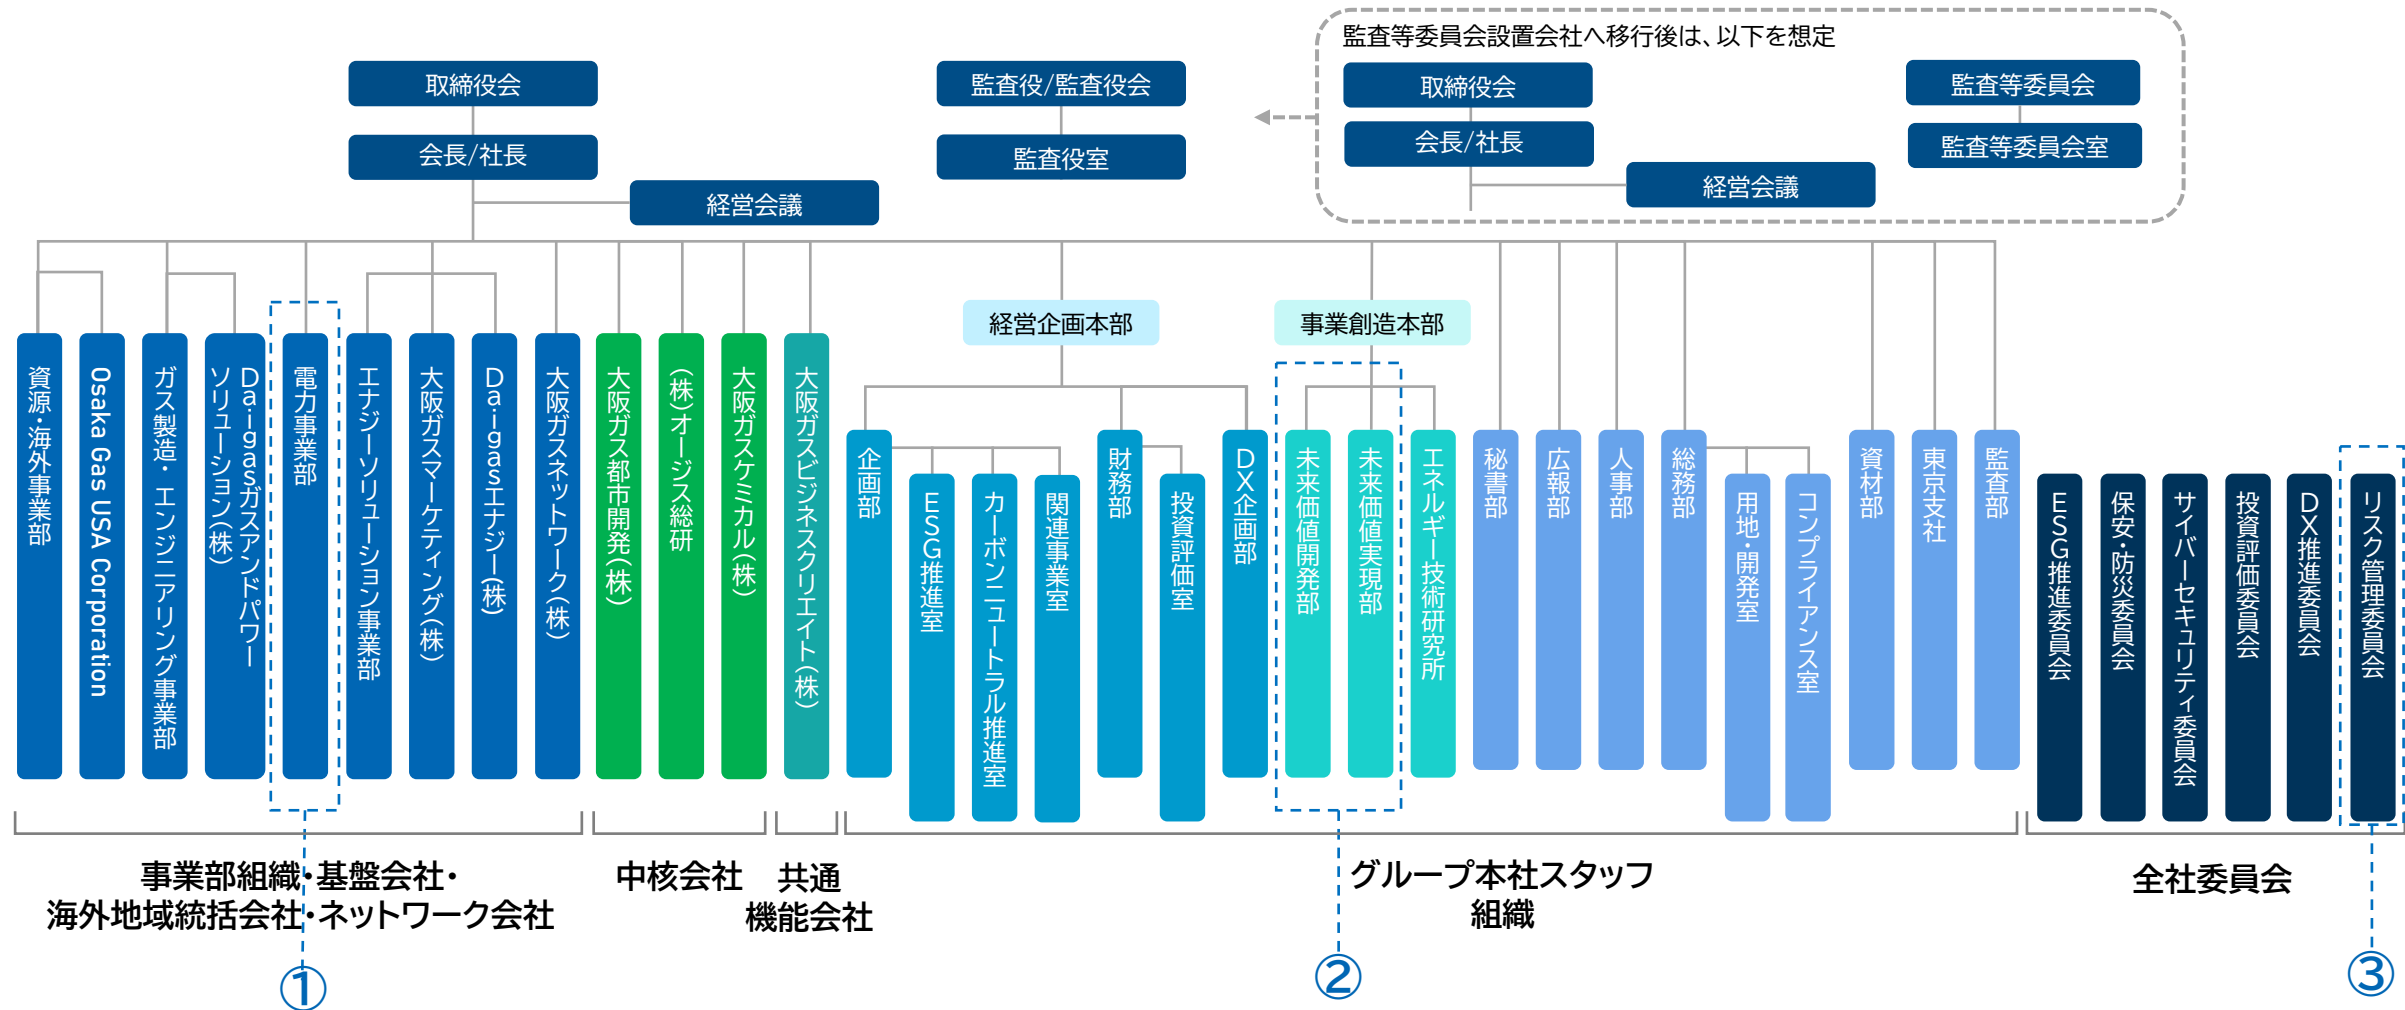 監査等委員会設置会社へ移行後は、以下を想定
取締役会
監査役/監査役会
取締役会
監査等委員会
会長/社長
監査役室
会長/社長
監査等委員会室
経営会議
経営会議
経営企画本部
事業創造本部
資源・海外事業部
Osaka Gas USA Corporation
ガス製造・エンジニアリング事業部
Daigasガスアンドパワー
ソリューション(株)
電力事業部
エナジーソリューション事業部
大阪ガスマーケティング(株)
Daigasエナジー(株)
大阪ガスネットワーク(株)
大阪ガス都市開発(株)
(株)オージス総研
大阪ガスケミカル(株)
大阪ガスビジネスクリエイト(株)
企画部
ESG推進室
カーボンニュートラル推進室
関連事業室
財務部
投資評価室
DX企画部
未来価値開発部
未来価値実現部
エネルギー技術研究所
秘書部
広報部
人事部
総務部
用地・開発室
コンプライアンス室
資材部
東京支社
監査部
ESG推進委員会
保安・防災委員会
サイバーセキュリティ委員会
投資評価委員会
DX推進委員会
リスク管理委員会
事業部組織・基盤会社・
海外地域統括会社・ネットワーク会社
中核会社
共通
機能会社
グループ本社スタッフ
組織
全社委員会
①
②
③